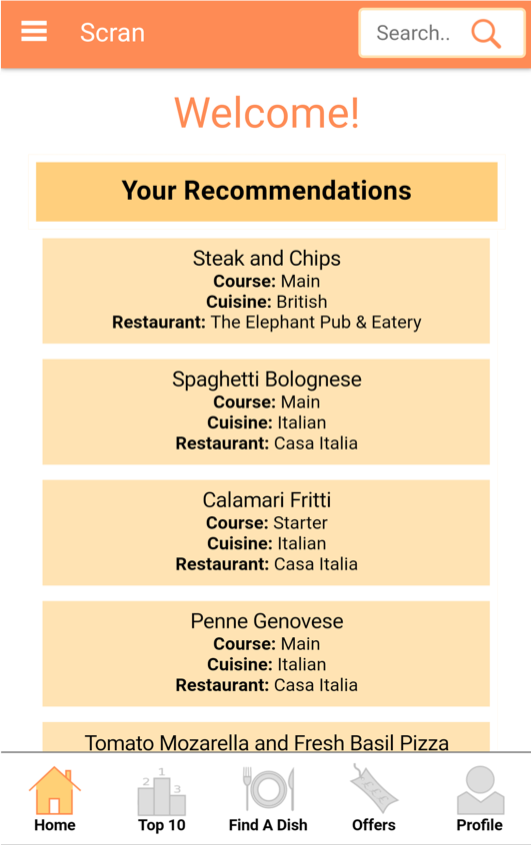 Scran
Search..
Welcome!
Your Recommendations
Steak and Chips
Course: Main
Cuisine: British
Restaurant: The Elephant Pub & Eatery
Spaghetti Bolognese
Course: Main
Cuisine: Italian
Restaurant: Casa Italia
Calamari Fritti
Course: Starter
Cuisine: Italian
Restaurant: Casa Italia
Penne Genovese
Course: Main
Cuisine: Italian
Restaurant: Casa Italia
Tomato Mozarella and Fresh Basil Pizza
2 1 3
Home
Top 10
Find A Dish
Offers
Profile